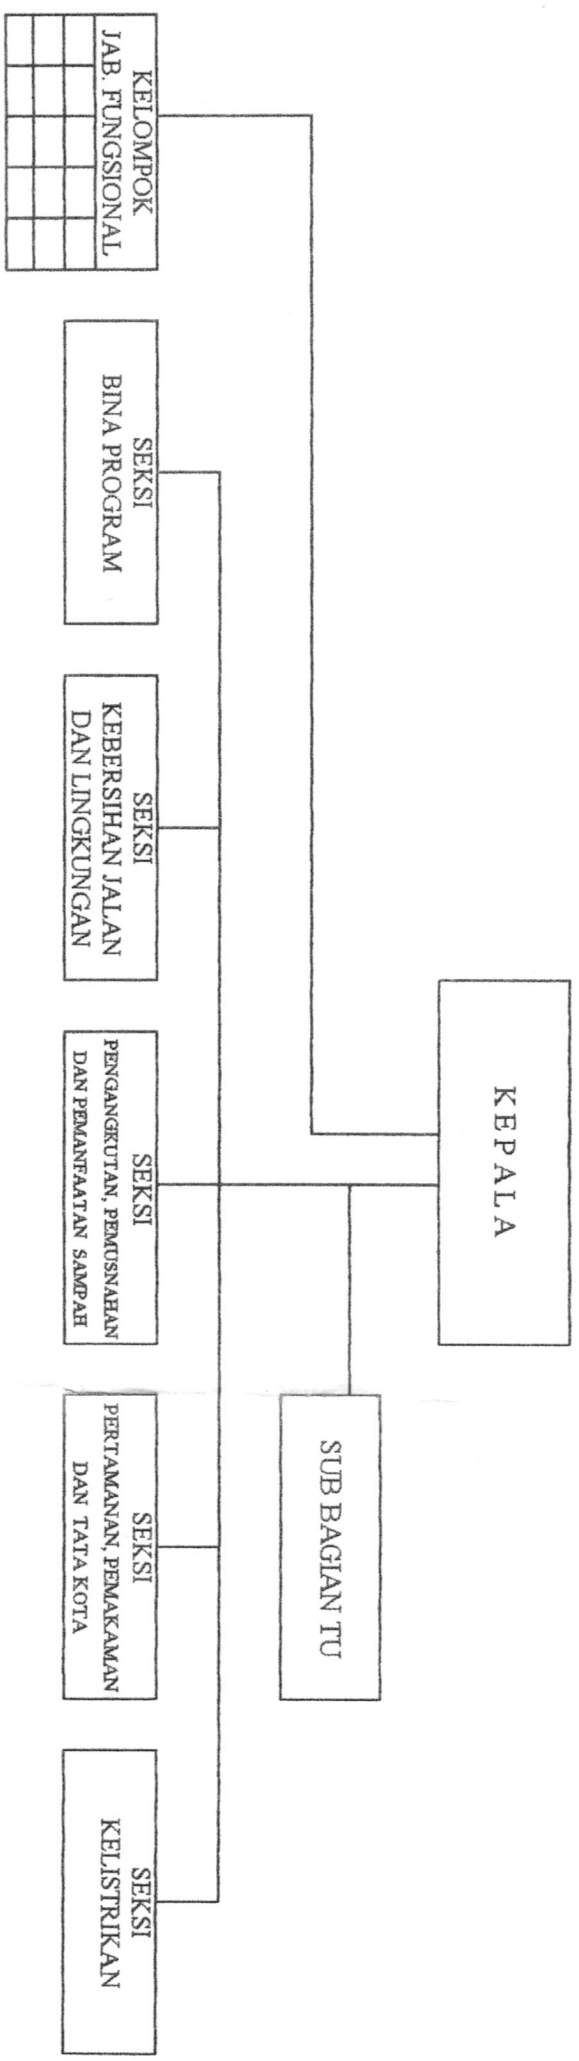 K E P A L A
SUB BAGIAN TU
KELOMPOK
JAB. FUNGSIONAL
SEKSI
BINA PROGRAM
SEKSI
KEBERSIHAN JALAN
DAN LINGKUNGAN
SEKSI
PENGANGKUTAN, PEMUSNAHAN
DAN PEMANFAATAN SAMPAH
SEKSI
PERTAMANAN, PEMAKAMAN
DAN TATA KOTA
SEKSI
KELISTRIKAN